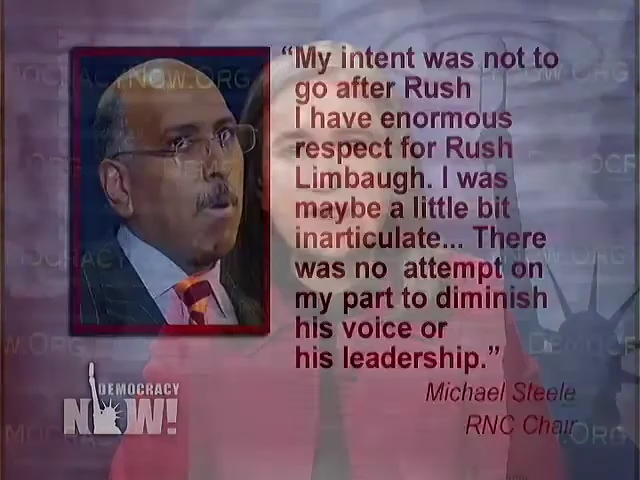 “My intent was not to
go after Rush
I have enormous
respect for Rush
Limbaugh. I was
maybe a little bit
inarticulate... There
was no attempt on
my part to diminish
his voice or
his leadership.”
Michael Steele
RNC Chair
DEMOCRACY
NOW!